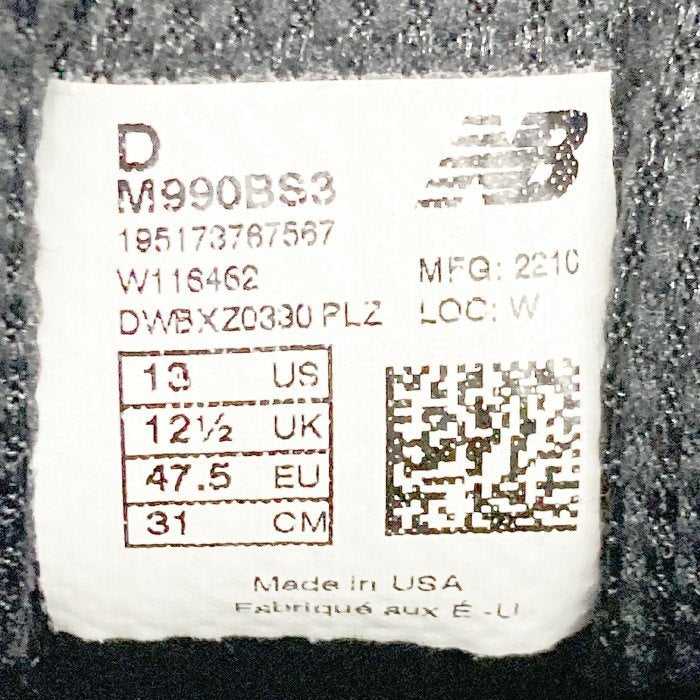 D
NB
M990BS3
195173767567
W116462
MFG: 2210
DWBXZ0330 PLZ
LOC: W
13 US
12½ UK
47.5 EU
31 CM
Made in USA
Fabriqué aux É.-U